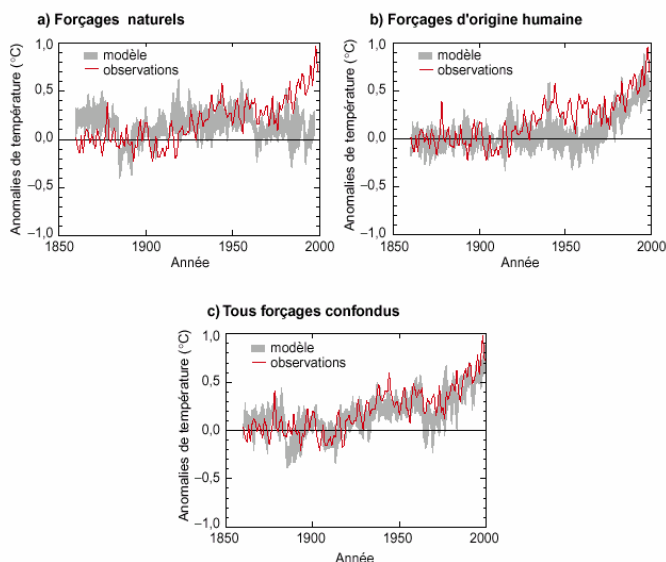 a) Forçages naturels
Anomalies de température (°C)
1,0
0,5
0,0
−0,5
−1,0
modèle
observations
1850
1900
1950
2000
Année
b) Forçages d'origine humaine
Anomalies de température (°C)
1,0
0,5
0,0
−0,5
−1,0
modèle
observations
1850
1900
1950
2000
Année
c) Tous forçages confondus
Anomalies de température (°C)
1,0
0,5
0,0
−0,5
−1,0
modèle
observations
1850
1900
1950
2000
Année